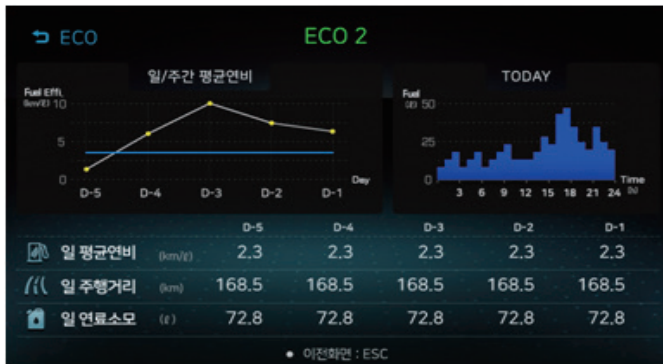 ECO
ECO 2
일/주간 평균연비
Fuel Effi.
(km/ℓ)
10
5
0
D-5 D-4 D-3 D-2 D-1
Day
TODAY
Fuel
(ℓ)
50
25
0
3 6 9 12 15 18 21 24
Time
(h)
D-5 D-4 D-3 D-2 D-1
일 평균연비 (km/ℓ) 2.3 2.3 2.3 2.3 2.3
일 주행거리 (km) 168.5 168.5 168.5 168.5 168.5
일 연료소모 (ℓ) 72.8 72.8 72.8 72.8 72.8
이전화면 : ESC